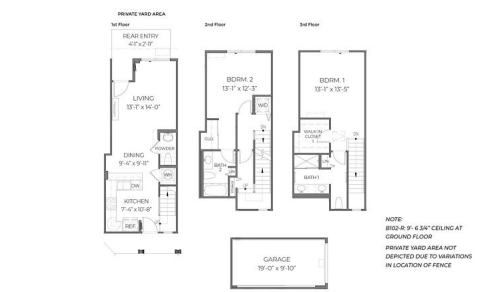 PRIVATE YARD AREA
1st Floor
2nd Floor
3rd Floor
REAR ENTRY
4'1" x 2'-11"
LIVING
13'-1" x 14'-0"
POWDER
DINING
9'-4" x 9'-11"
WH
DW
KITCHEN
7'-4" x 10'-8"
REF.
BDRM. 2
13'-1" x 12'-3"
W/D
DN
CLO.
BATH
2
LIN
UP
BDRM. 1
13'-1" x 13'-5"
WALK IN
CLOSET
DN
LIN
BATH 1
GARAGE
19'-0" x 9'-10"
NOTE:
B102-R: 9'- 6 3/4" CEILING AT
GROUND FLOOR
PRIVATE YARD AREA NOT
DEPICTED DUE TO VARIATIONS
IN LOCATION OF FENCE